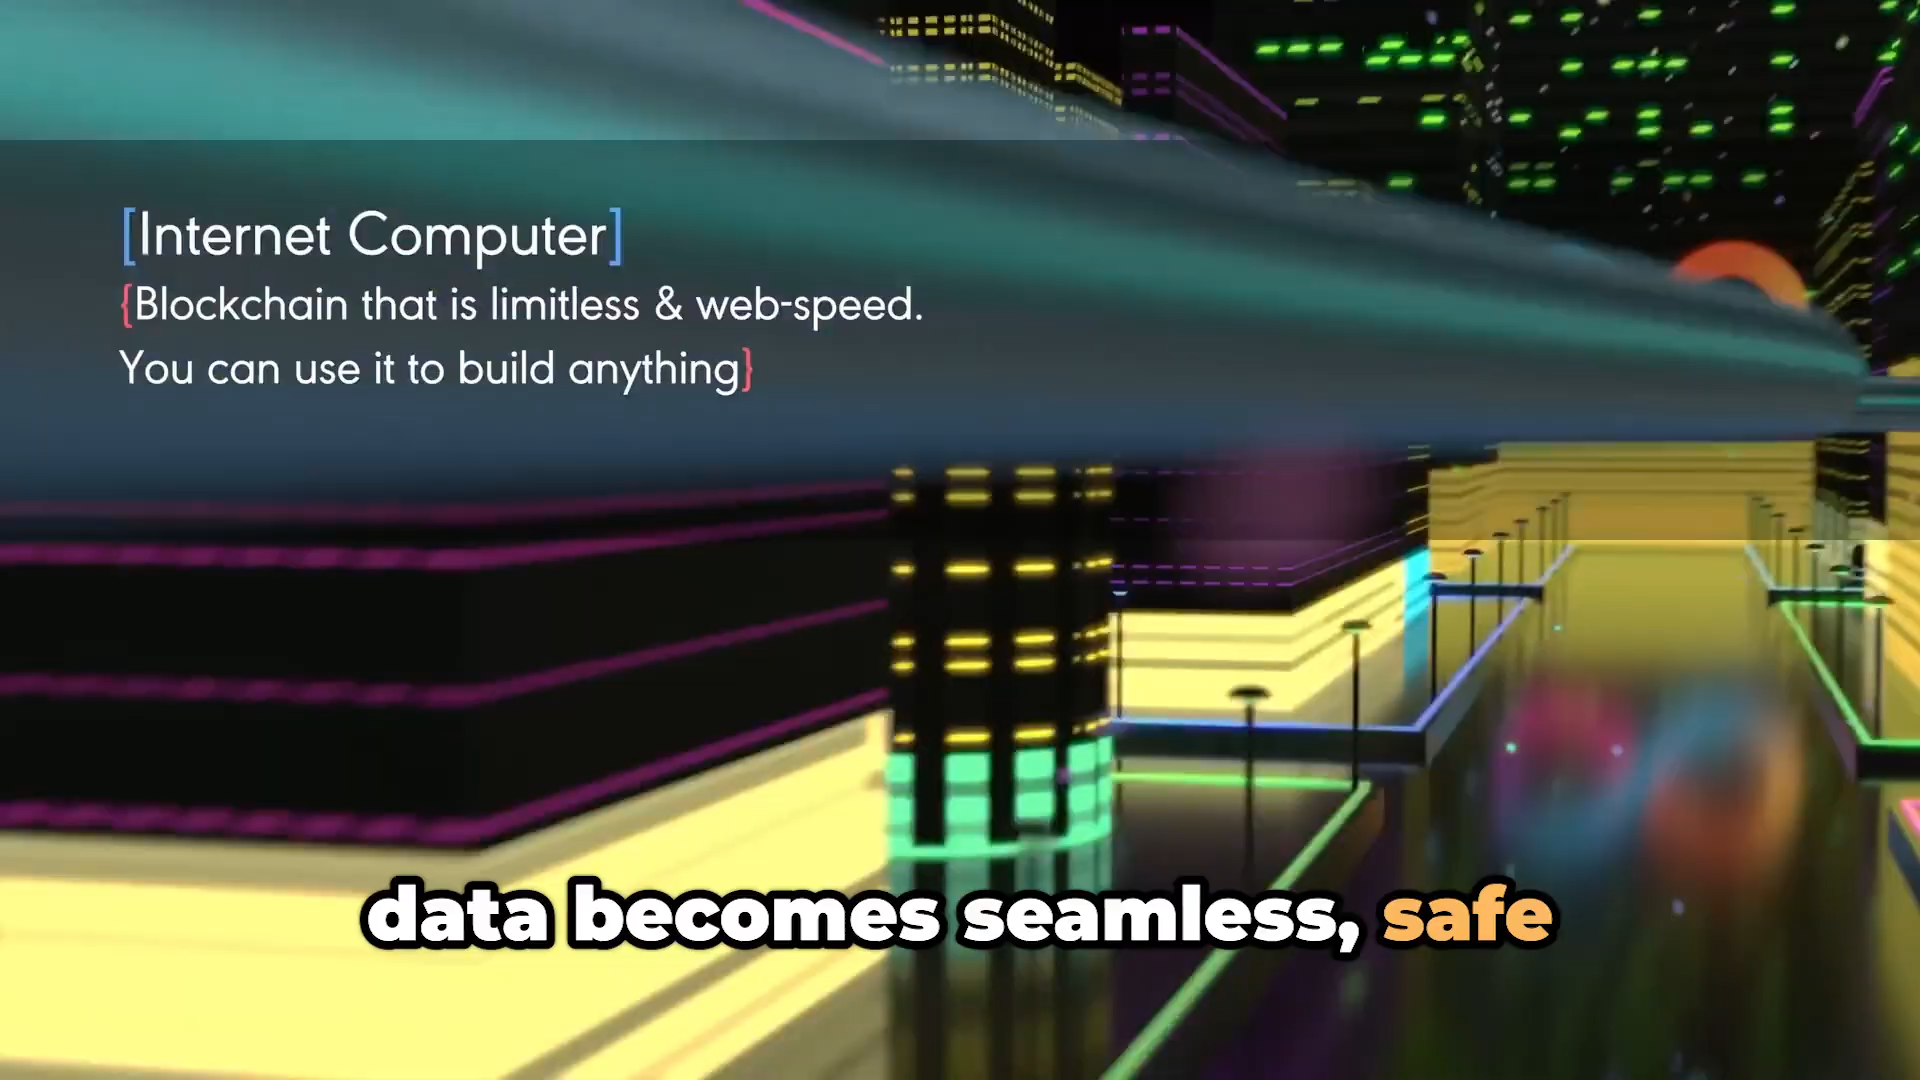 [Internet Computer]
{Blockchain that is limitless & web-speed.
You can use it to build anything}
data becomes seamless, safe